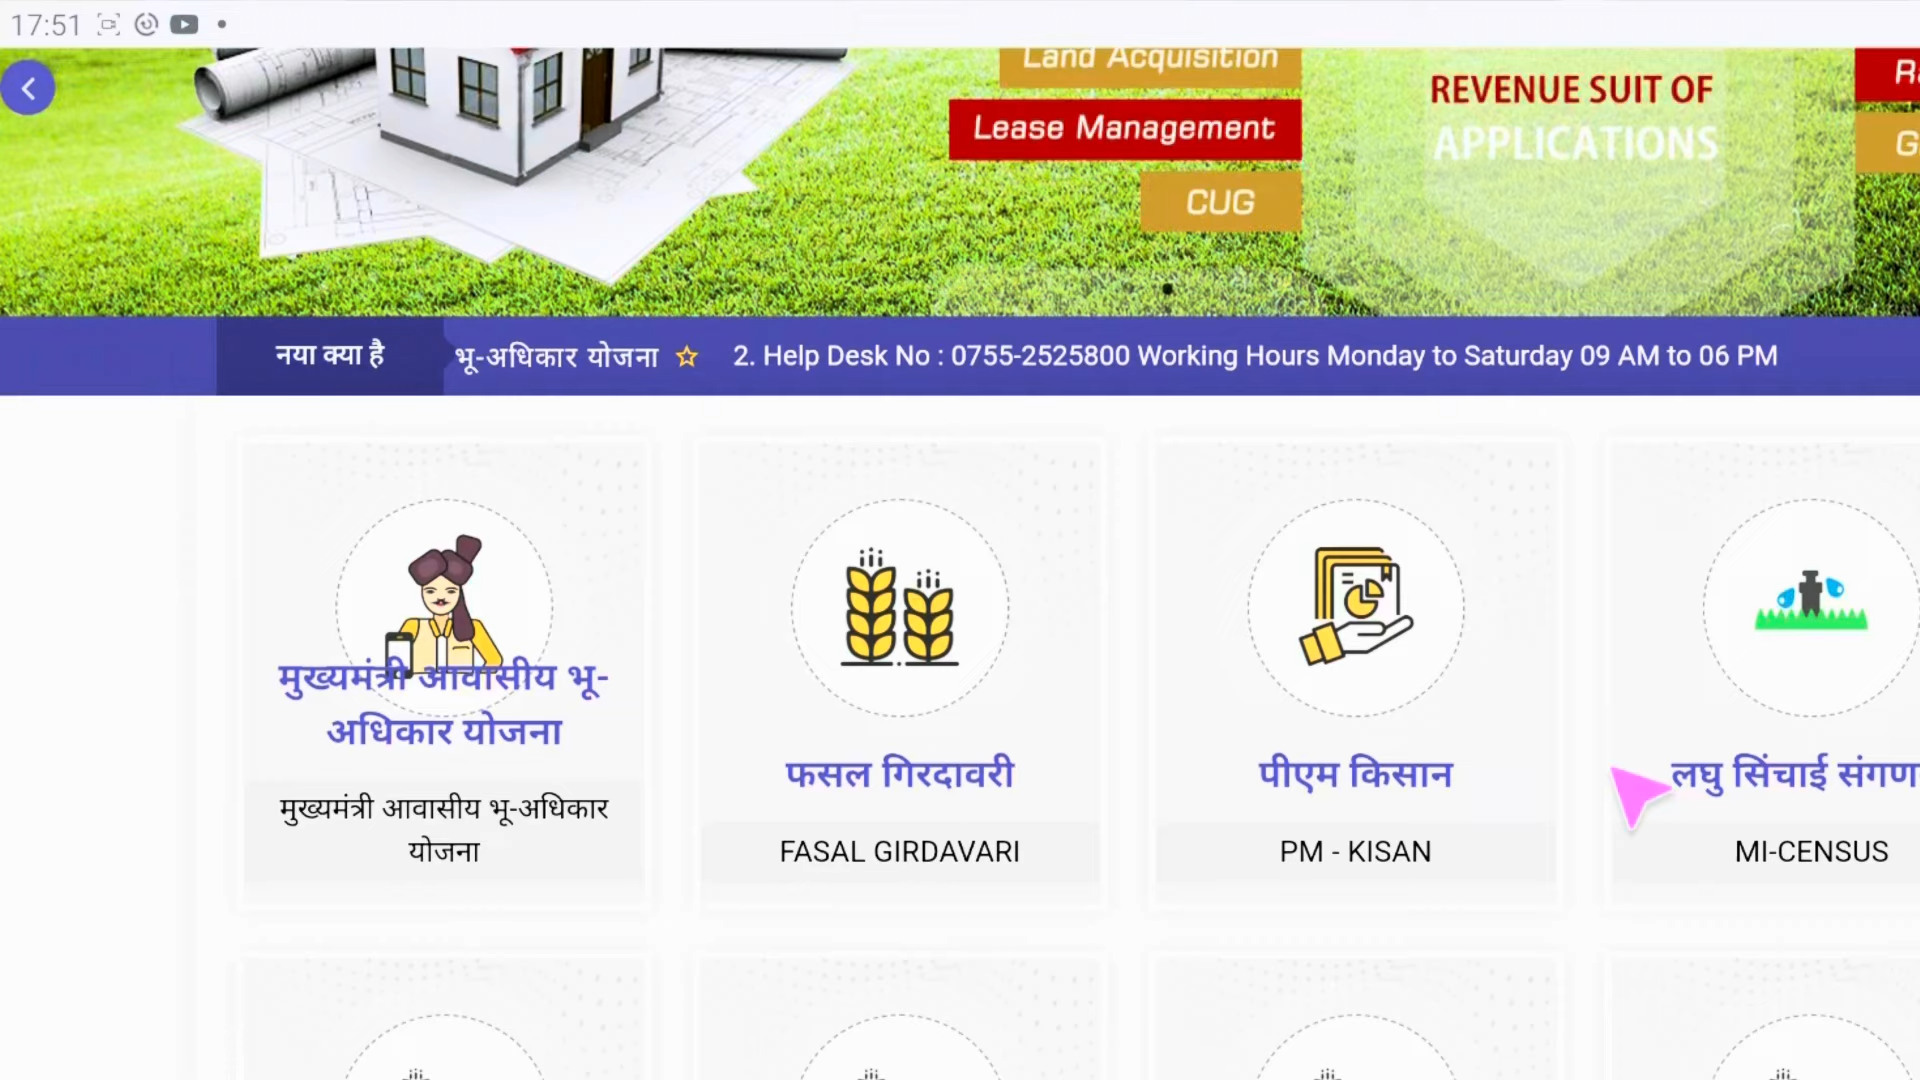 17:51
Land Acquisition
Lease Management
CUG
REVENUE SUIT OF
APPLICATIONS
नया क्या है
भू-अधिकार योजना ☆ 2. Help Desk No : 0755-2525800 Working Hours Monday to Saturday 09 AM to 06 PM
मुख्यमंत्री आवासीय भू-
अधिकार योजना
मुख्यमंत्री आवासीय भू-अधिकार
योजना
फसल गिरदावरी
FASAL GIRDAVARI
पीएम किसान
PM - KISAN
लघु सिंचाई
MI-CENSUS